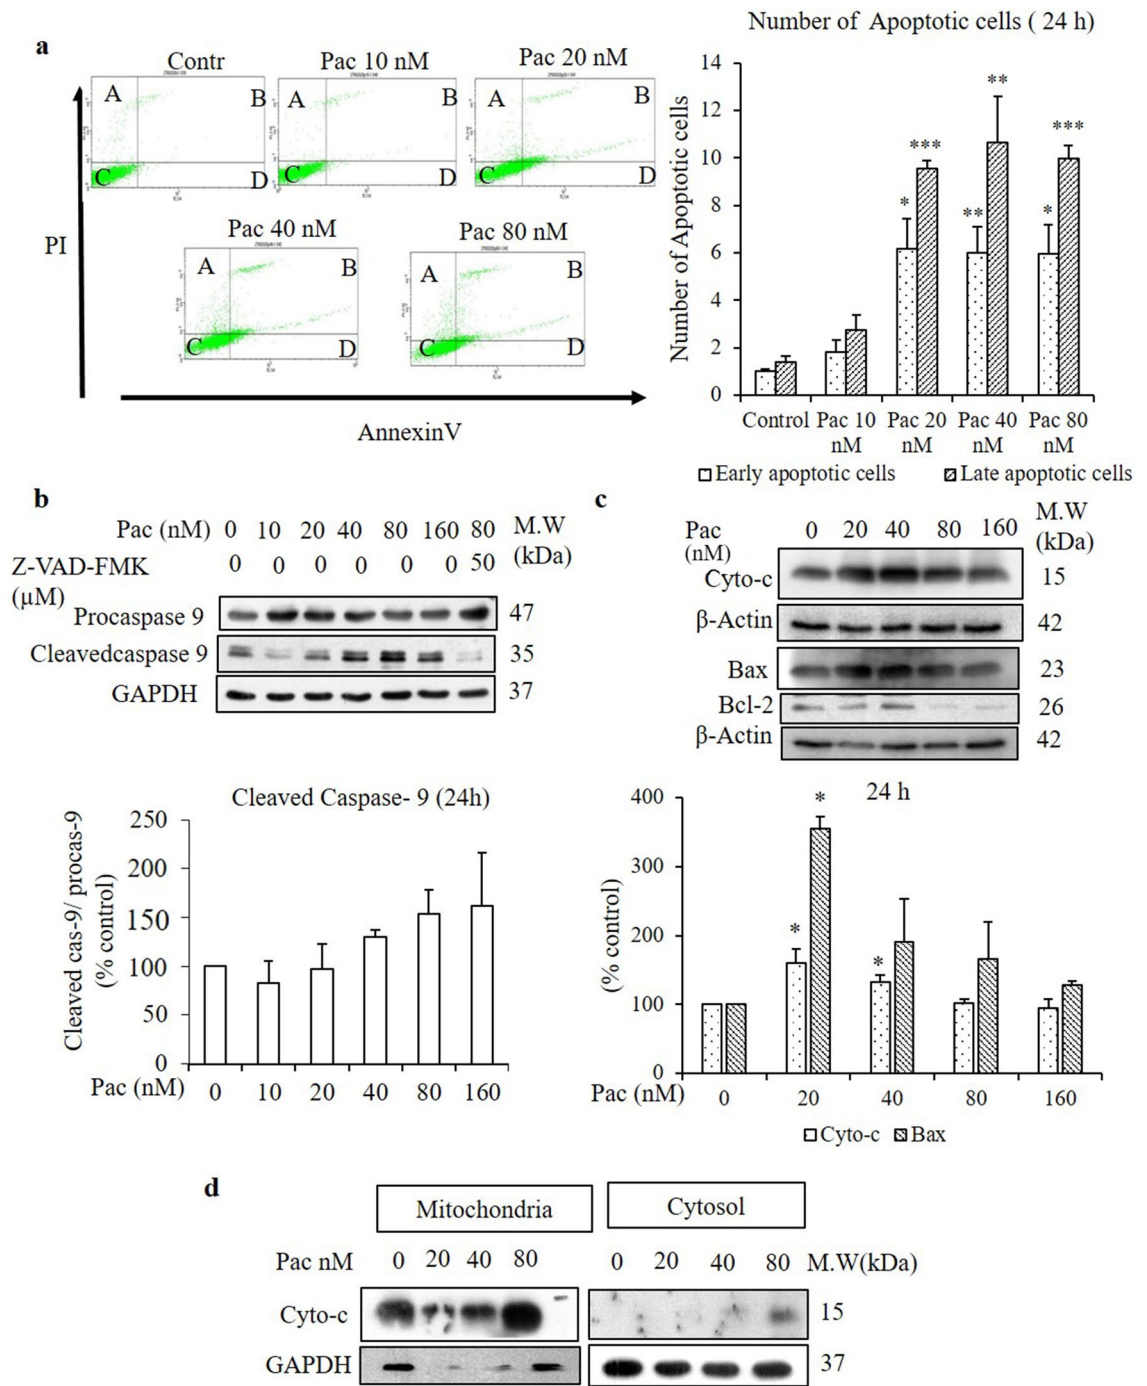 a
Contr
Pac 10 nM
Pac 20 nM
A
B
C
D
A
B
C
D
A
B
C
D
Pac 40 nM
Pac 80 nM
A
B
C
D
A
B
C
D
PI
AnnexinV
Number of Apoptotic cells ( 24 h)
Number of Apoptotic cells
14
12
10
8
6
4
2
0
*
***
**
**
*
***
Control Pac 10 nM Pac 20 nM Pac 40 nM Pac 80 nM
Early apoptotic cells Late apoptotic cells
b
Pac (nM) 0 10 20 40 80 160 80 M.W (kDa)
Z-VAD-FMK (µM) 0 0 0 0 0 0 50
Procaspase 9 47
Cleavedcaspase 9 35
GAPDH 37
Cleaved Caspase- 9 (24h)
Cleaved cas-9/ procas-9
(% control)
250
200
150
100
50
0
Pac (nM) 0 10 20 40 80 160
c
Pac (nM) 0 20 40 80 160 M.W (kDa)
Cyto-c 15
β-Actin 42
Bax 23
Bcl-2 26
β-Actin 42
24 h
(% control)
400
300
200
100
0
*
*
*
Pac (nM) 0 20 40 80 160
Cyto-c Bax
d
Mitochondria Cytosol
Pac nM 0 20 40 80 0 20 40 80 M.W(kDa)
Cyto-c 15
GAPDH 37